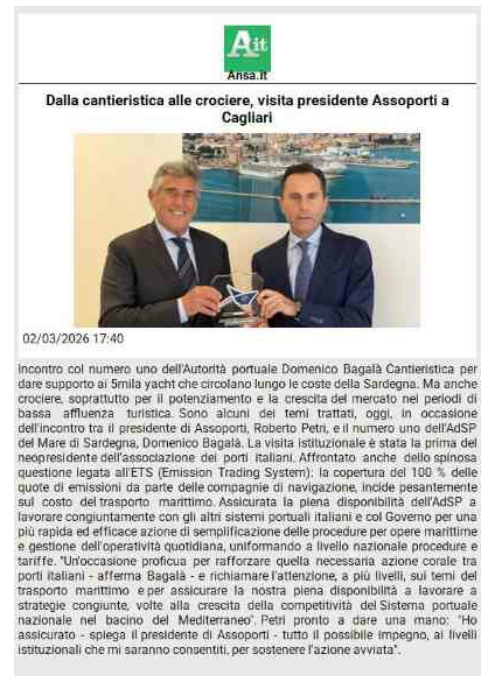 Ait
Ansa.it
Dalla cantieristica alle crociere, visita presidente Assoporti a
Cagliari
02/03/2026 17:40
Incontro col numero uno dell'Autorità portuale Domenico Bagalà Cantieristica per
dare supporto ai 5mila yacht che circolano lungo le coste della Sardegna. Ma anche
crociere, soprattutto per il potenziamento e la crescita del mercato nei periodi di
bassa affluenza turistica. Sono alcuni dei temi trattati, oggi, in occasione
dell'incontro tra il presidente di Assoporti, Roberto Petri, e il numero uno dell'AdSP
del Mare di Sardegna, Domenico Bagalà. La visita istituzionale è stata la prima del
neopresidente dell'associazione dei porti italiani. Affrontato anche dello spinosa
questione legata all'ETS (Emission Trading System): la copertura del 100 % delle
quote di emissioni da parte delle compagnie di navigazione, incide pesantemente
sul costo del trasporto marittimo. Assicurata la piena disponibilità dell'AdSP a
lavorare congiuntamente con gli altri sistemi portuali italiani e col Governo per una
più rapida ed efficace azione di semplificazione delle procedure per opere marittime
e gestione dell'operatività quotidiana, uniformando a livello nazionale procedure e
tariffe. "Un'occasione proficua per rafforzare quella necessaria azione corale tra
porti italiani - afferma Bagalà - e richiamare l'attenzione, a più livelli, sui temi del
trasporto marittimo e per assicurare la nostra piena disponibilità a lavorare a
strategie congiunte, volte alla crescita della competitività del Sistema portuale
nazionale nel bacino del Mediterraneo". Petri pronto a dare una mano: "Ho
assicurato - spiega il presidente di Assoporti - tutto il possibile impegno, ai livelli
istituzionali che mi saranno consentiti, per sostenere l'azione avviata".